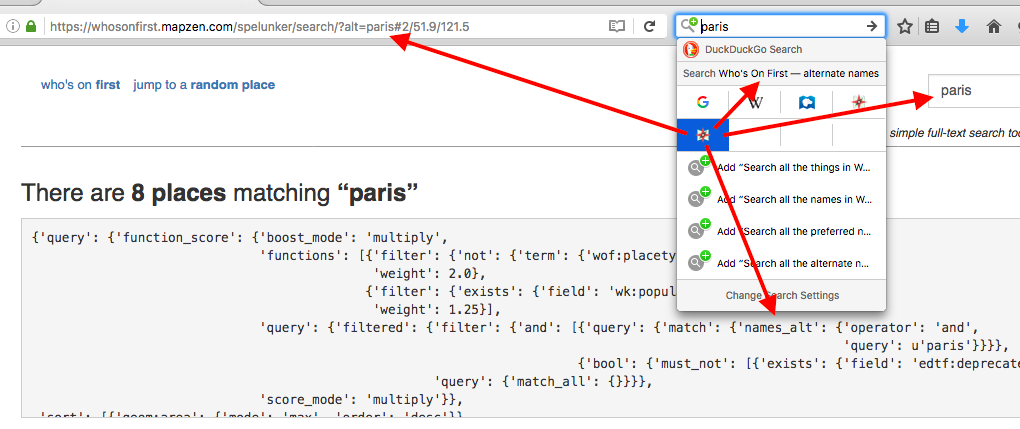 https://whosonfirst.mapzen.com/spelunker/search/?alt=paris#2/51.9/121.5
paris
DuckDuckGo Search
Search Who's On First — alternate names
G W
Add “Search all the things in W...
Add “Search all the names in W...
Add “Search all the preferred n...
Add “Search all the alternate n...
Change Search Settings
who's on first jump to a random place
paris
simple full-text search
There are 8 places matching “paris”
{'query': {'function_score': {'boost_mode': 'multiply',
'functions': [{'filter': {'not': {'term': {'wof:placety
'weight': 2.0},
{'filter': {'exists': {'field': 'wk:popul
'weight': 1.25}],
'query': {'filtered': {'filter': {'and': [{'query': {'match': {'names_alt': {'operator': 'and',
'query': u'paris'}}}},
{'bool': {'must_not': [{'exists': {'field': 'edtf:deprecate
'query': {'match_all': {}}}},
'score_mode': 'multiply'}},
'sort': [{'geom:area': {'mode': 'max', 'order': 'desc'}}